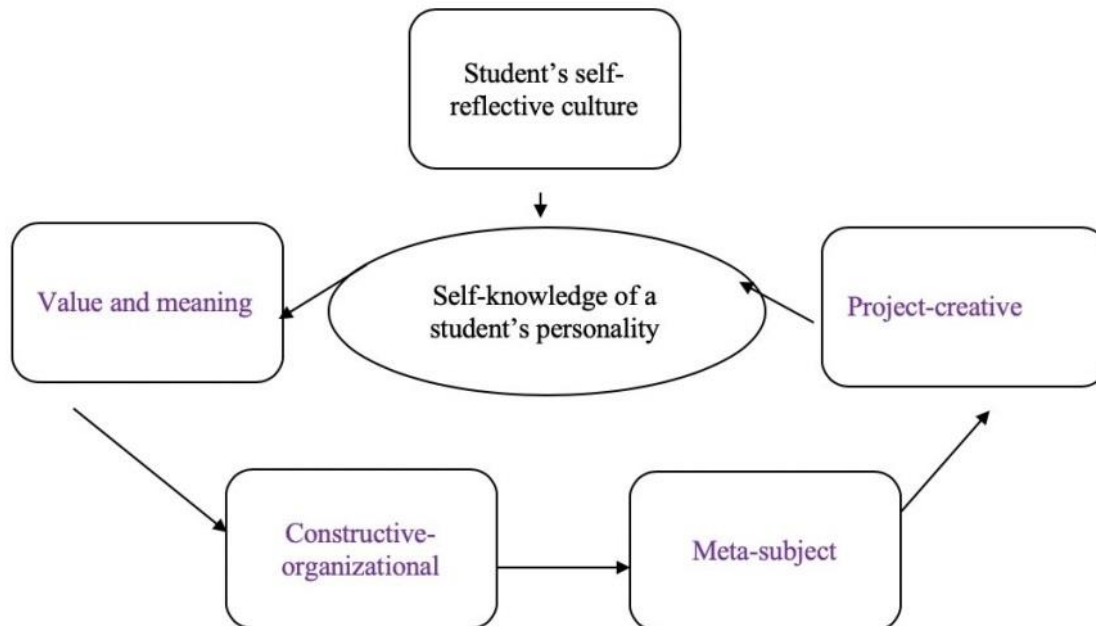 Student’s self-
reflective culture
Value and meaning
Self-knowledge of a
student’s personality
Project-creative
Constructive-
organizational
Meta-subject